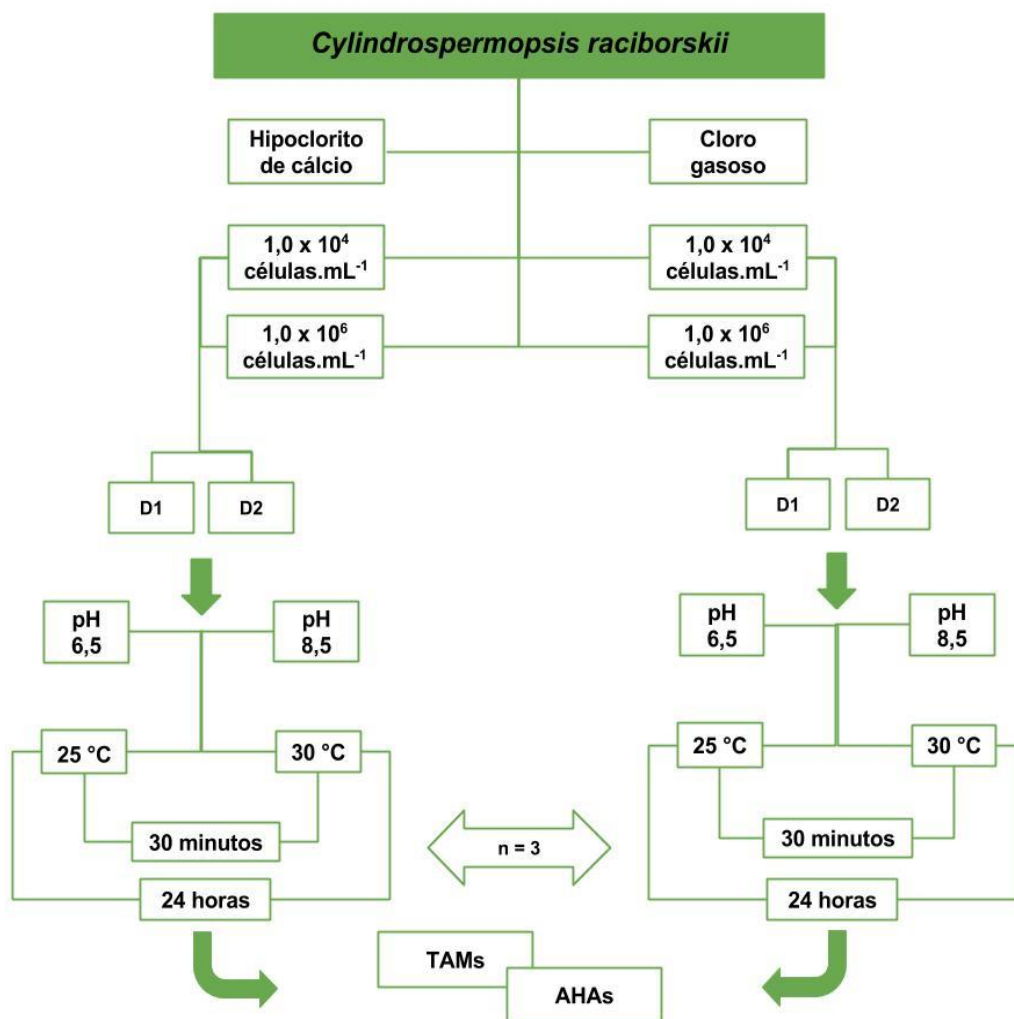 Cylindrospermopsis raciborskii
Hipoclorito
de cálcio
Cloro
gasoso
1,0 x 10⁴
células.mL⁻¹
1,0 x 10⁴
células.mL⁻¹
1,0 x 10⁶
células.mL⁻¹
1,0 x 10⁶
células.mL⁻¹
D1
D2
D1
D2
pH
6,5
pH
8,5
pH
6,5
pH
8,5
25 °C
30 °C
25 °C
30 °C
30 minutos
n = 3
30 minutos
24 horas
24 horas
TAMs
AHAs